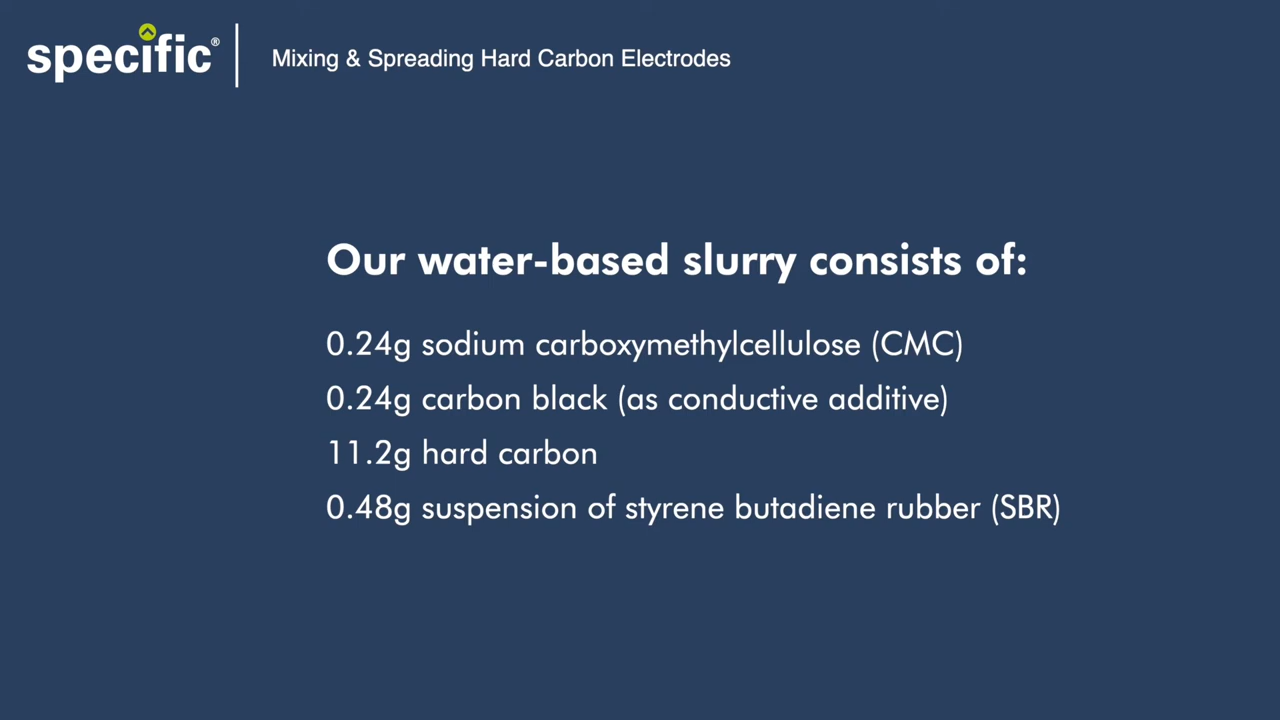 specific®
Mixing & Spreading Hard Carbon Electrodes
Our water-based slurry consists of:
0.24g sodium carboxymethylcellulose (CMC)
0.24g carbon black (as conductive additive)
11.2g hard carbon
0.48g suspension of styrene butadiene rubber (SBR)